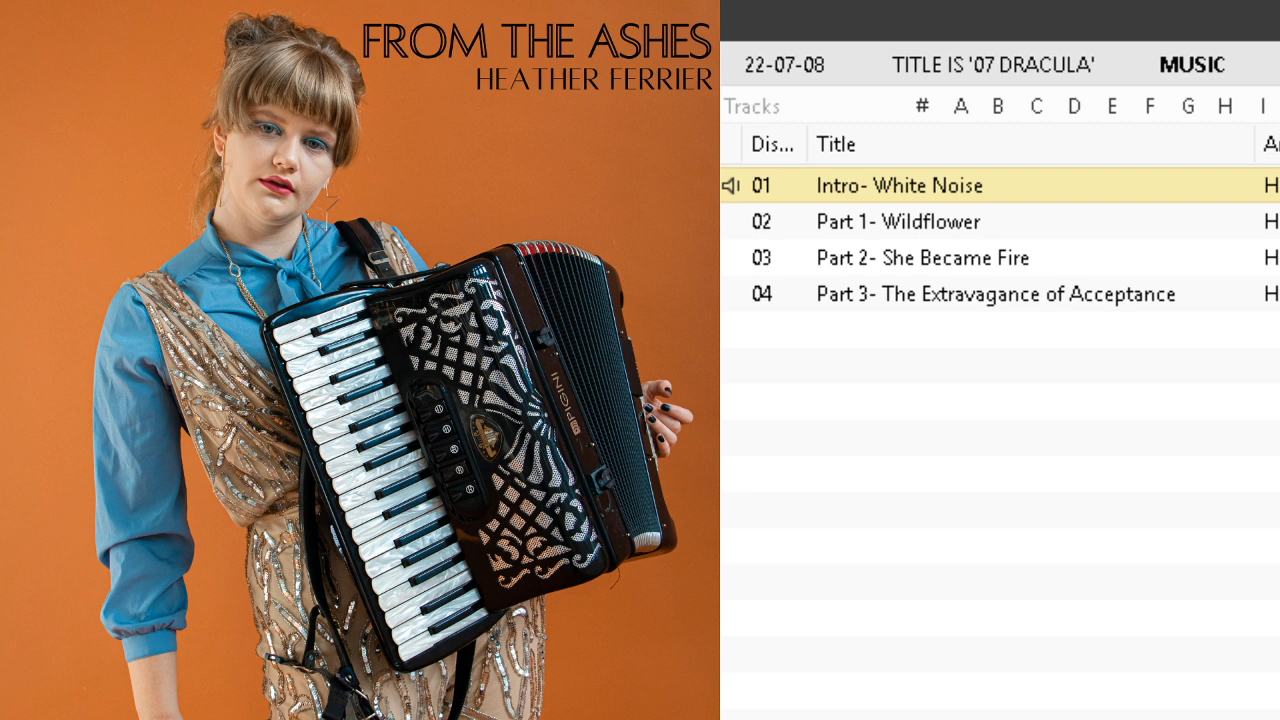 FROM THE ASHES
HEATHER FERRIER
PIGINI
22-07-08 TITLE IS '07 DRACULA' MUSIC
Tracks # A B C D E F G H I
Dis... Title A
01 Intro- White Noise H
02 Part 1- Wildflower H
03 Part 2- She Became Fire H
04 Part 3- The Extravagance of Acceptance H